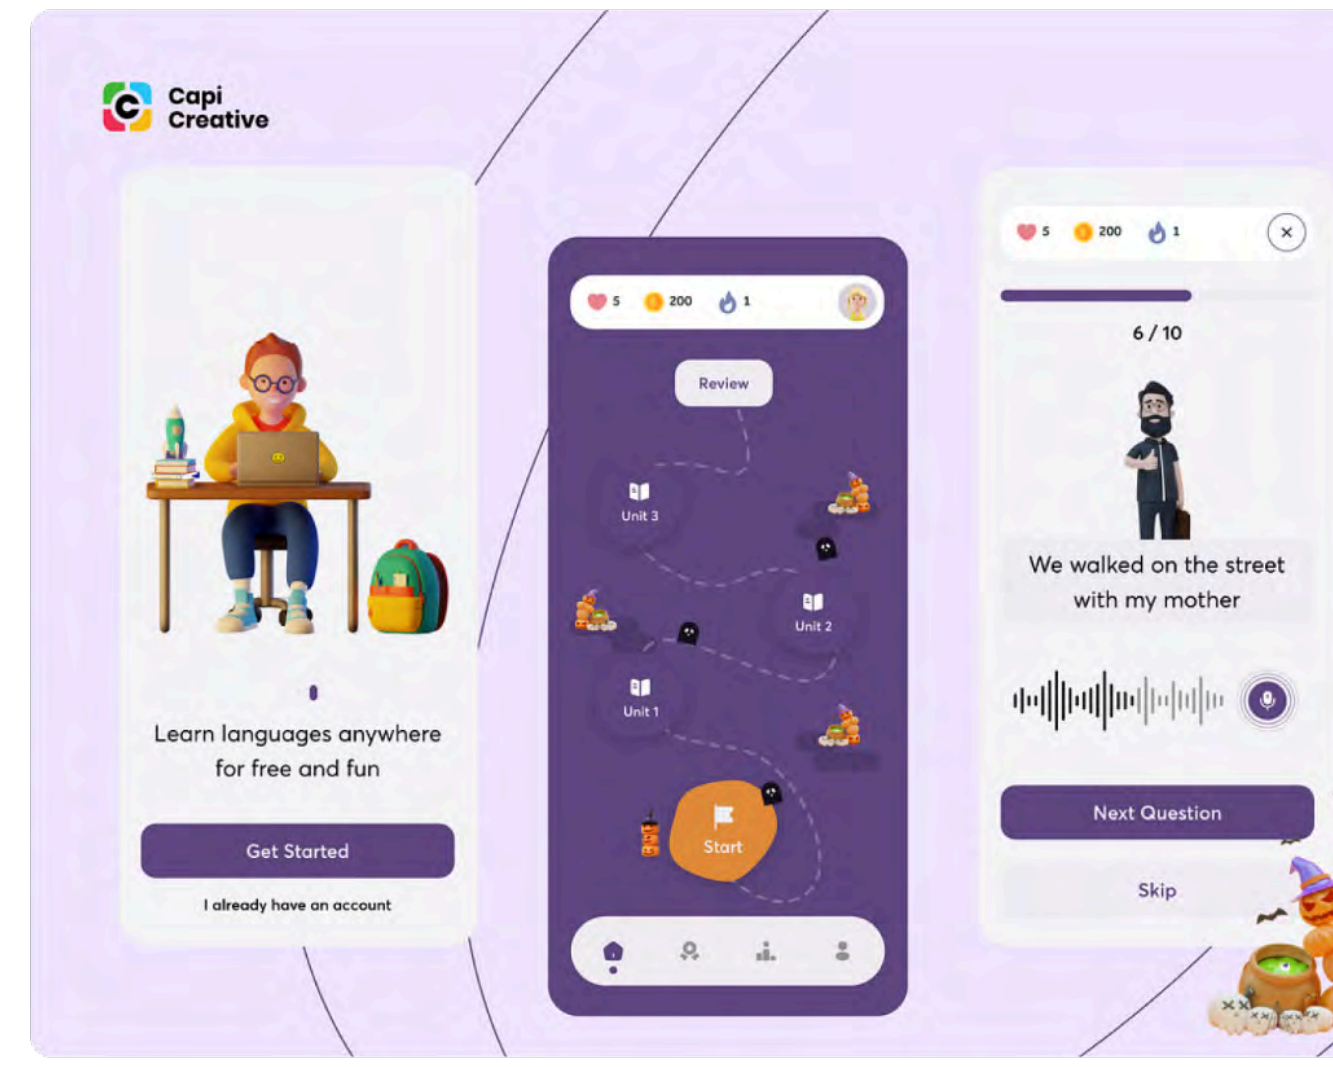 Capi
Creative
Learn languages anywhere
for free and fun
Get Started
I already have an account
5 200 1
Review
Unit 3
Unit 2
Unit 1
Start
5 200 1
6 / 10
We walked on the street
with my mother
Next Question
Skip